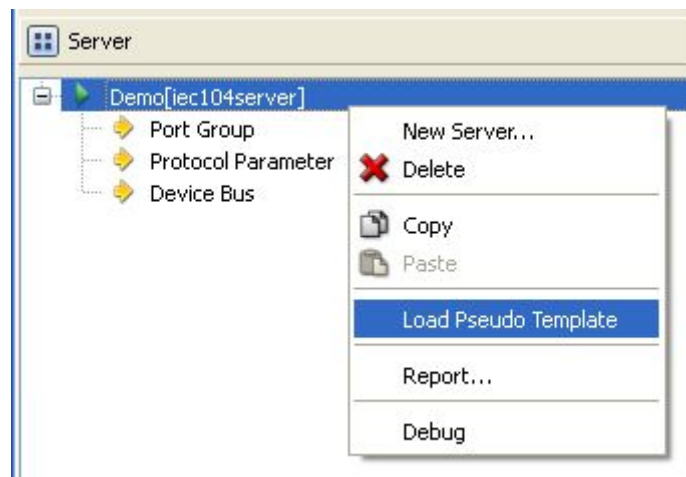 Server
Demo[iec104server]
Port Group
Protocol Parameter
Device Bus
New Server...
Delete
Copy
Paste
Load Pseudo Template
Report...
Debug